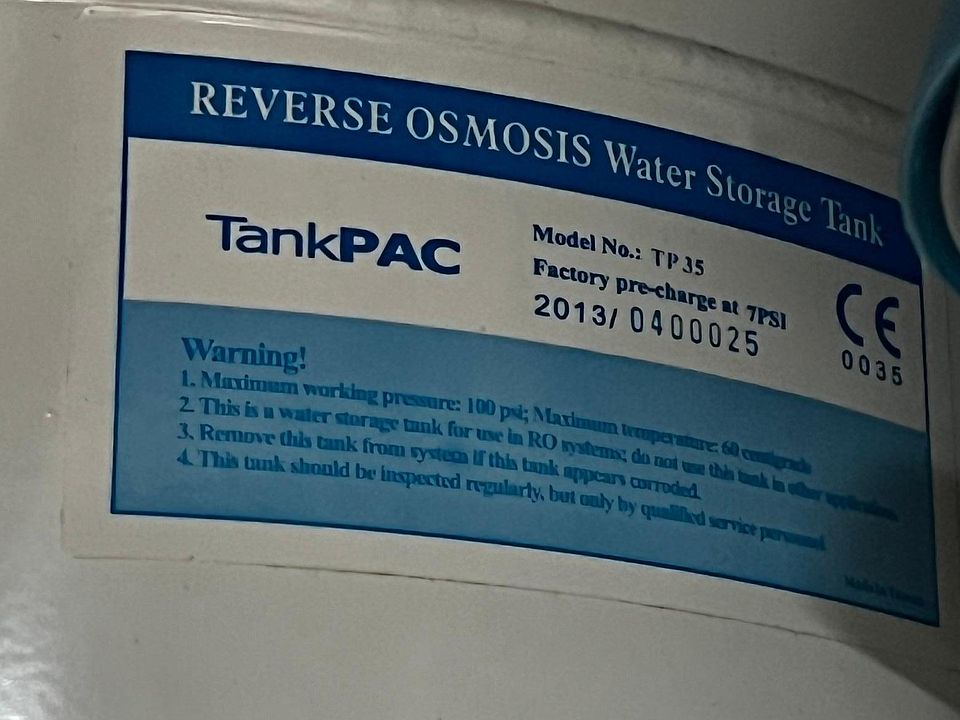 REVERSE OSMOSIS Water Storage Tank
TankPAC
Model No.: TP 35
Factory pre-charge at 7PSI
2013/ 0400025
CE
0035
Warning!
1. Maximum working pressure: 100 psi; Maximum temperature: 60 centigrade
2. This is a water storage tank for use in RO systems; do not use this tank in other applications.
3. Remove this tank from system if this tank appears corroded.
4. This tank should be inspected regularly, but only by qualified service personnel.
Made in Taiwan